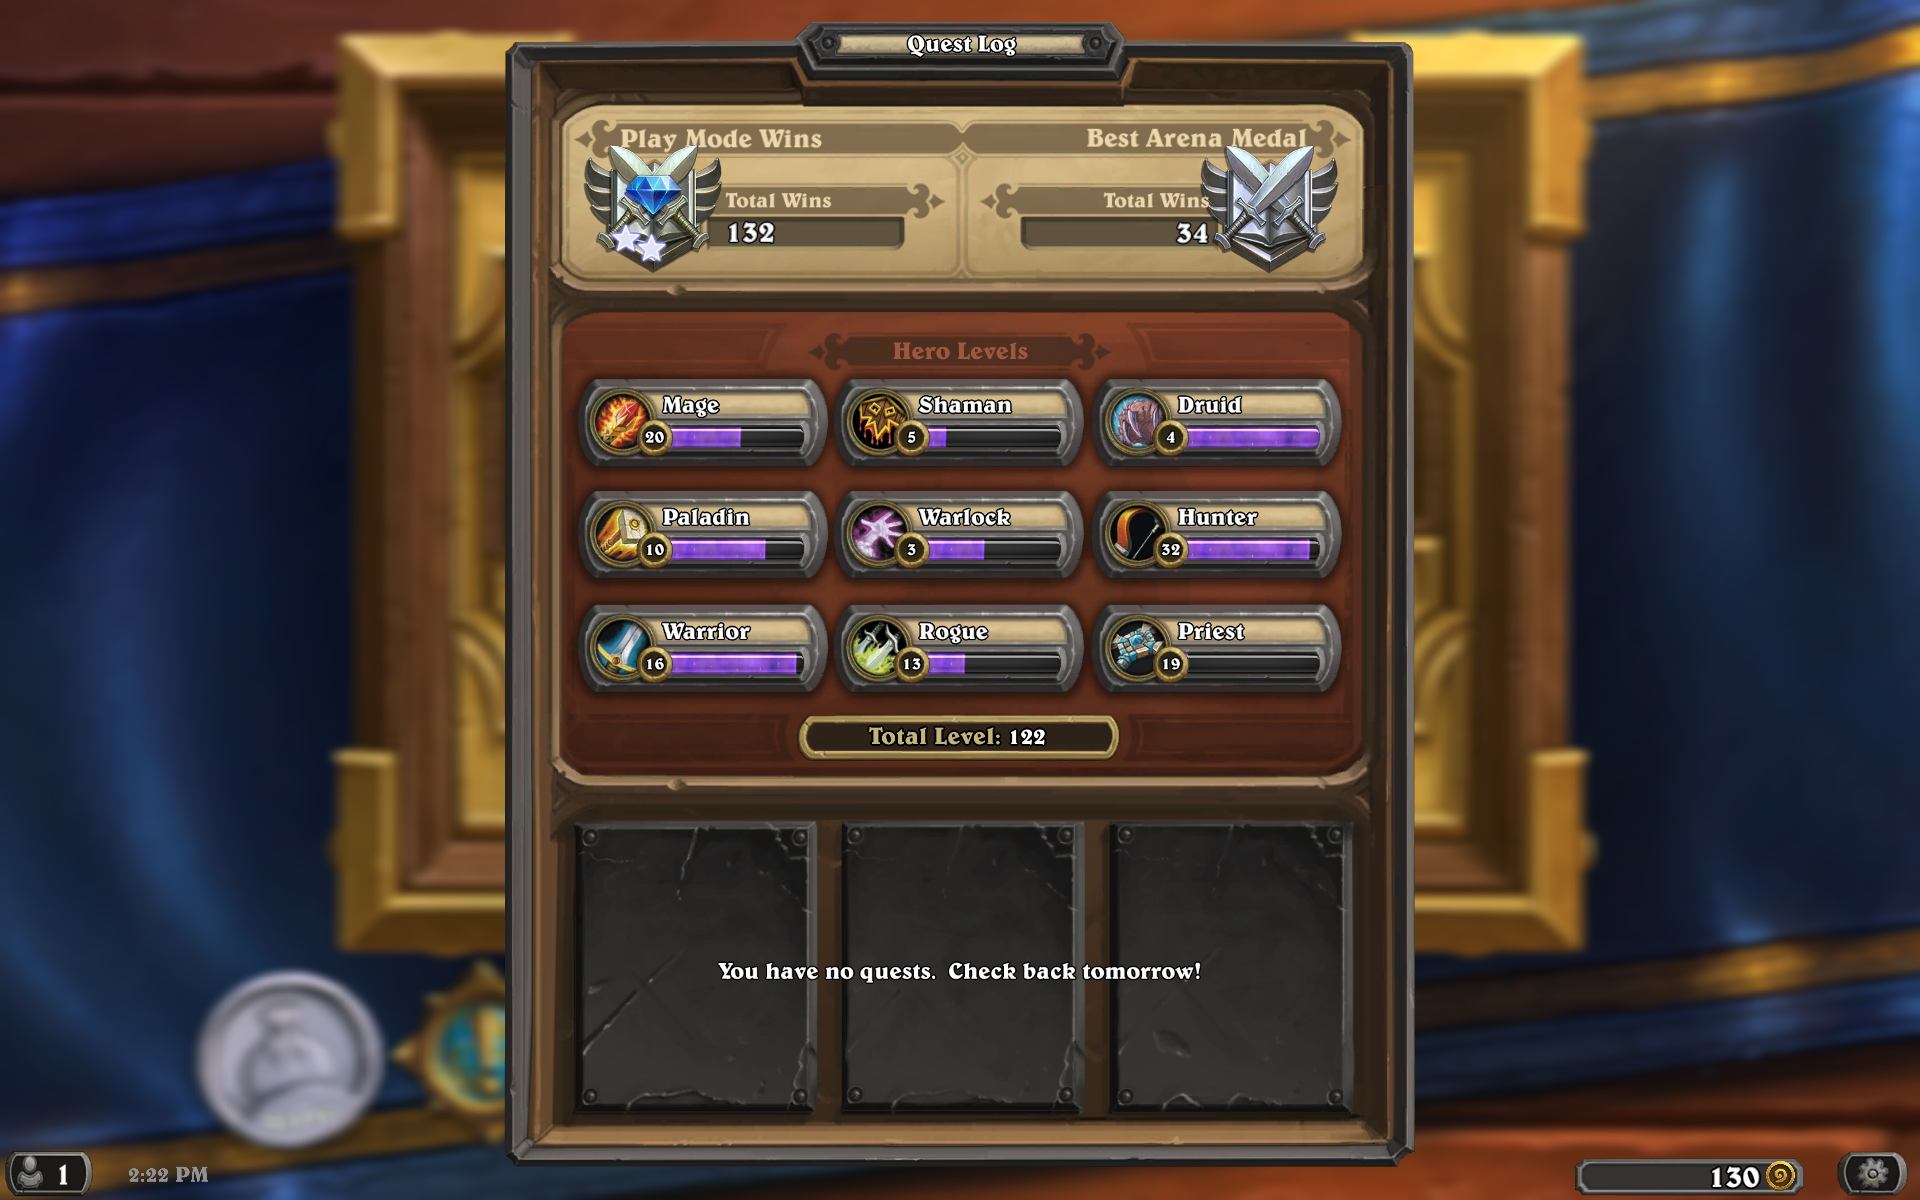 Quest Log
Play Mode Wins
Best Arena Medal
Total Wins
132
Total Wins
34
Hero Levels
Mage
20
Shaman
5
Druid
4
Paladin
10
Warlock
3
Hunter
32
Warrior
16
Rogue
13
Priest
19
Total Level: 122
You have no quests.  Check back tomorrow!
1
2:22 PM
130